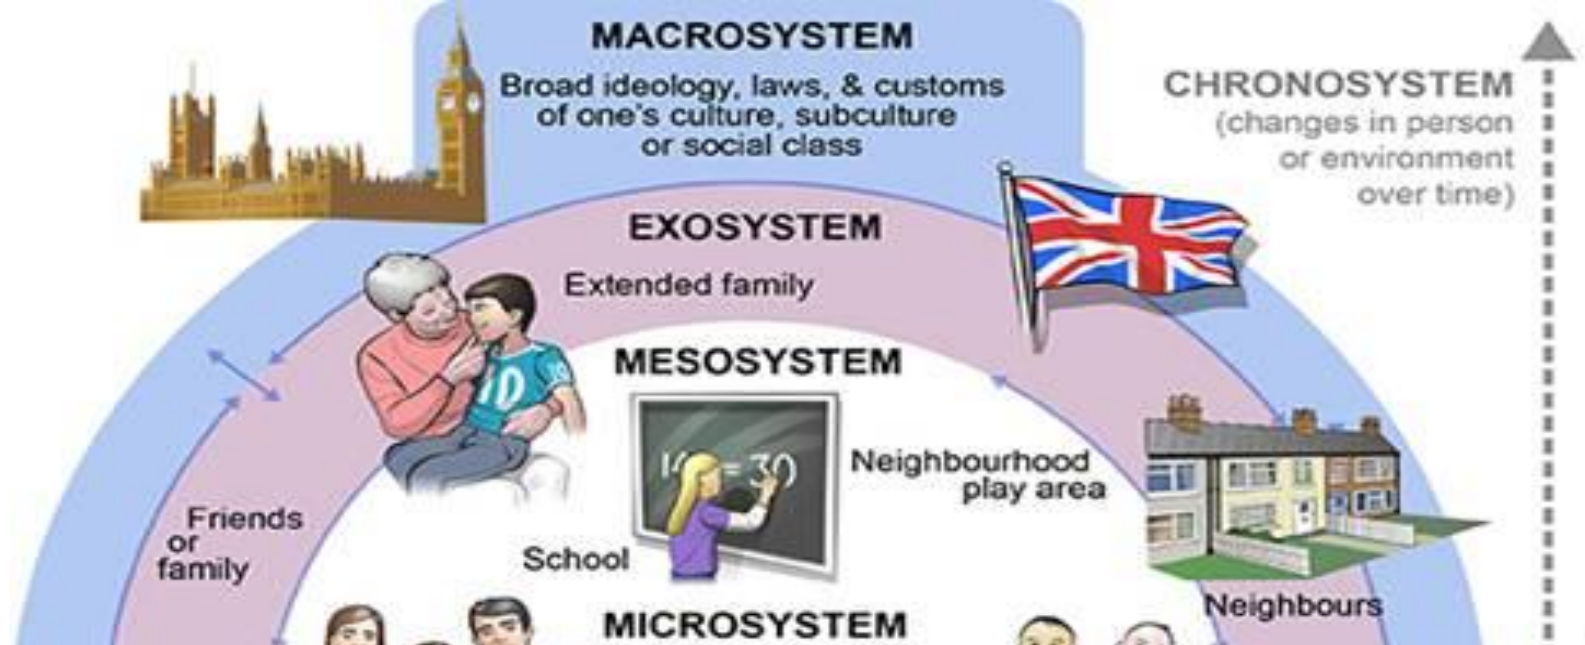 MACROSYSTEM
Broad ideology, laws, & customs
of one's culture, subculture
or social class
CHRONOSYSTEM
(changes in person
or environment
over time)
EXOSYSTEM
Extended family
MESOSYSTEM
Neighbourhood
play area
Friends
or
family
School
Neighbours
MICROSYSTEM
10